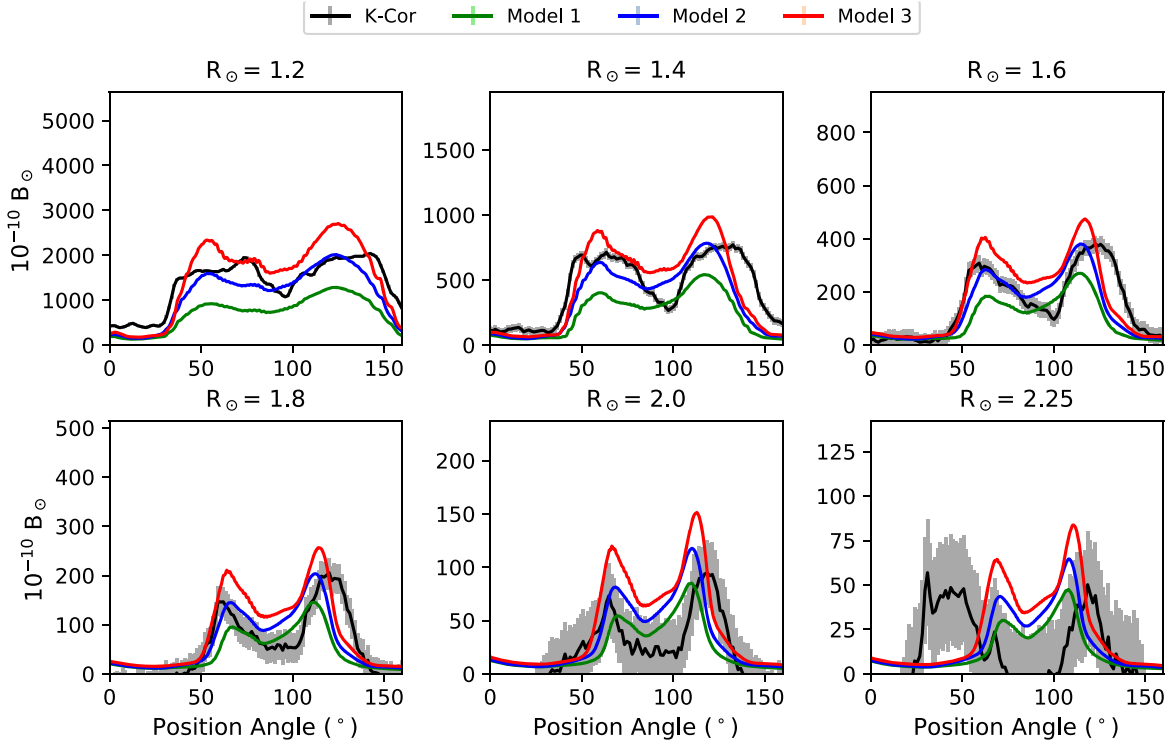 K-Cor Model 1 Model 2 Model 3
R⊙ = 1.2 R⊙ = 1.4 R⊙ = 1.6
5000
4000
3000
2000
1000
0
10⁻¹⁰ B⊙
0 50 100 150
1500
1000
500
0
0 50 100 150
800
600
400
200
0
0 50 100 150
R⊙ = 1.8 R⊙ = 2.0 R⊙ = 2.25
500
400
300
200
100
0
10⁻¹⁰ B⊙
0 50 100 150
Position Angle (°)
200
150
100
50
0
0 50 100 150
Position Angle (°)
125
100
75
50
25
0
0 50 100 150
Position Angle (°)